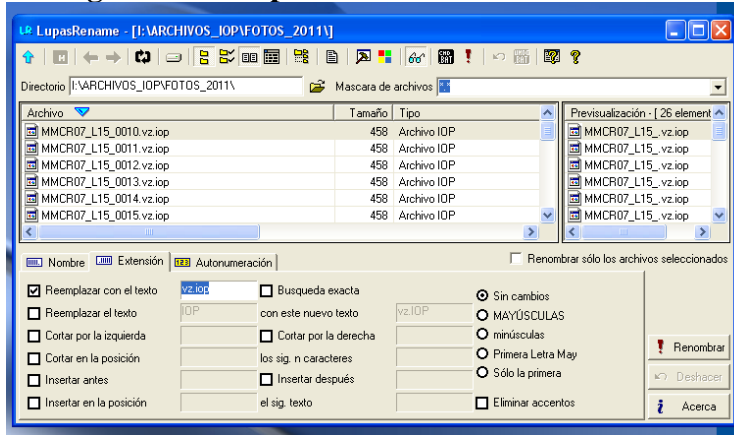 LupasRename - [I:\ARCHIVOS_IOP\FOTOS_2011\]
Directorio I:\ARCHIVOS_IOP\FOTOS_2011\ Mascara de archivos *.*
Archivo Tamaño Tipo Previsualización - [ 26 element
MMCR07_L15_0010.vz.iop 458 Archivo IOP MMCR07_L15_.vz.iop
MMCR07_L15_0011.vz.iop 458 Archivo IOP MMCR07_L15_.vz.iop
MMCR07_L15_0012.vz.iop 458 Archivo IOP MMCR07_L15_.vz.iop
MMCR07_L15_0013.vz.iop 458 Archivo IOP MMCR07_L15_.vz.iop
MMCR07_L15_0014.vz.iop 458 Archivo IOP MMCR07_L15_.vz.iop
MMCR07_L15_0015.vz.iop 458 Archivo IOP MMCR07_L15_.vz.iop
Nombre Extensión Autonumeración Renombrar sólo los archivos seleccionados
Reemplazar con el texto vz.iop Busqueda exacta Sin cambios
Reemplazar el texto IOP con este nuevo texto vz.IOP MAYÚSCULAS
Cortar por la izquierda Cortar por la derecha minúsculas
Cortar en la posición los sig. n caracteres Primera Letra May Renombrar
Insertar antes Insertar después Sólo la primera Deshacer
Insertar en la posición el sig. texto Eliminar accentos Acerca